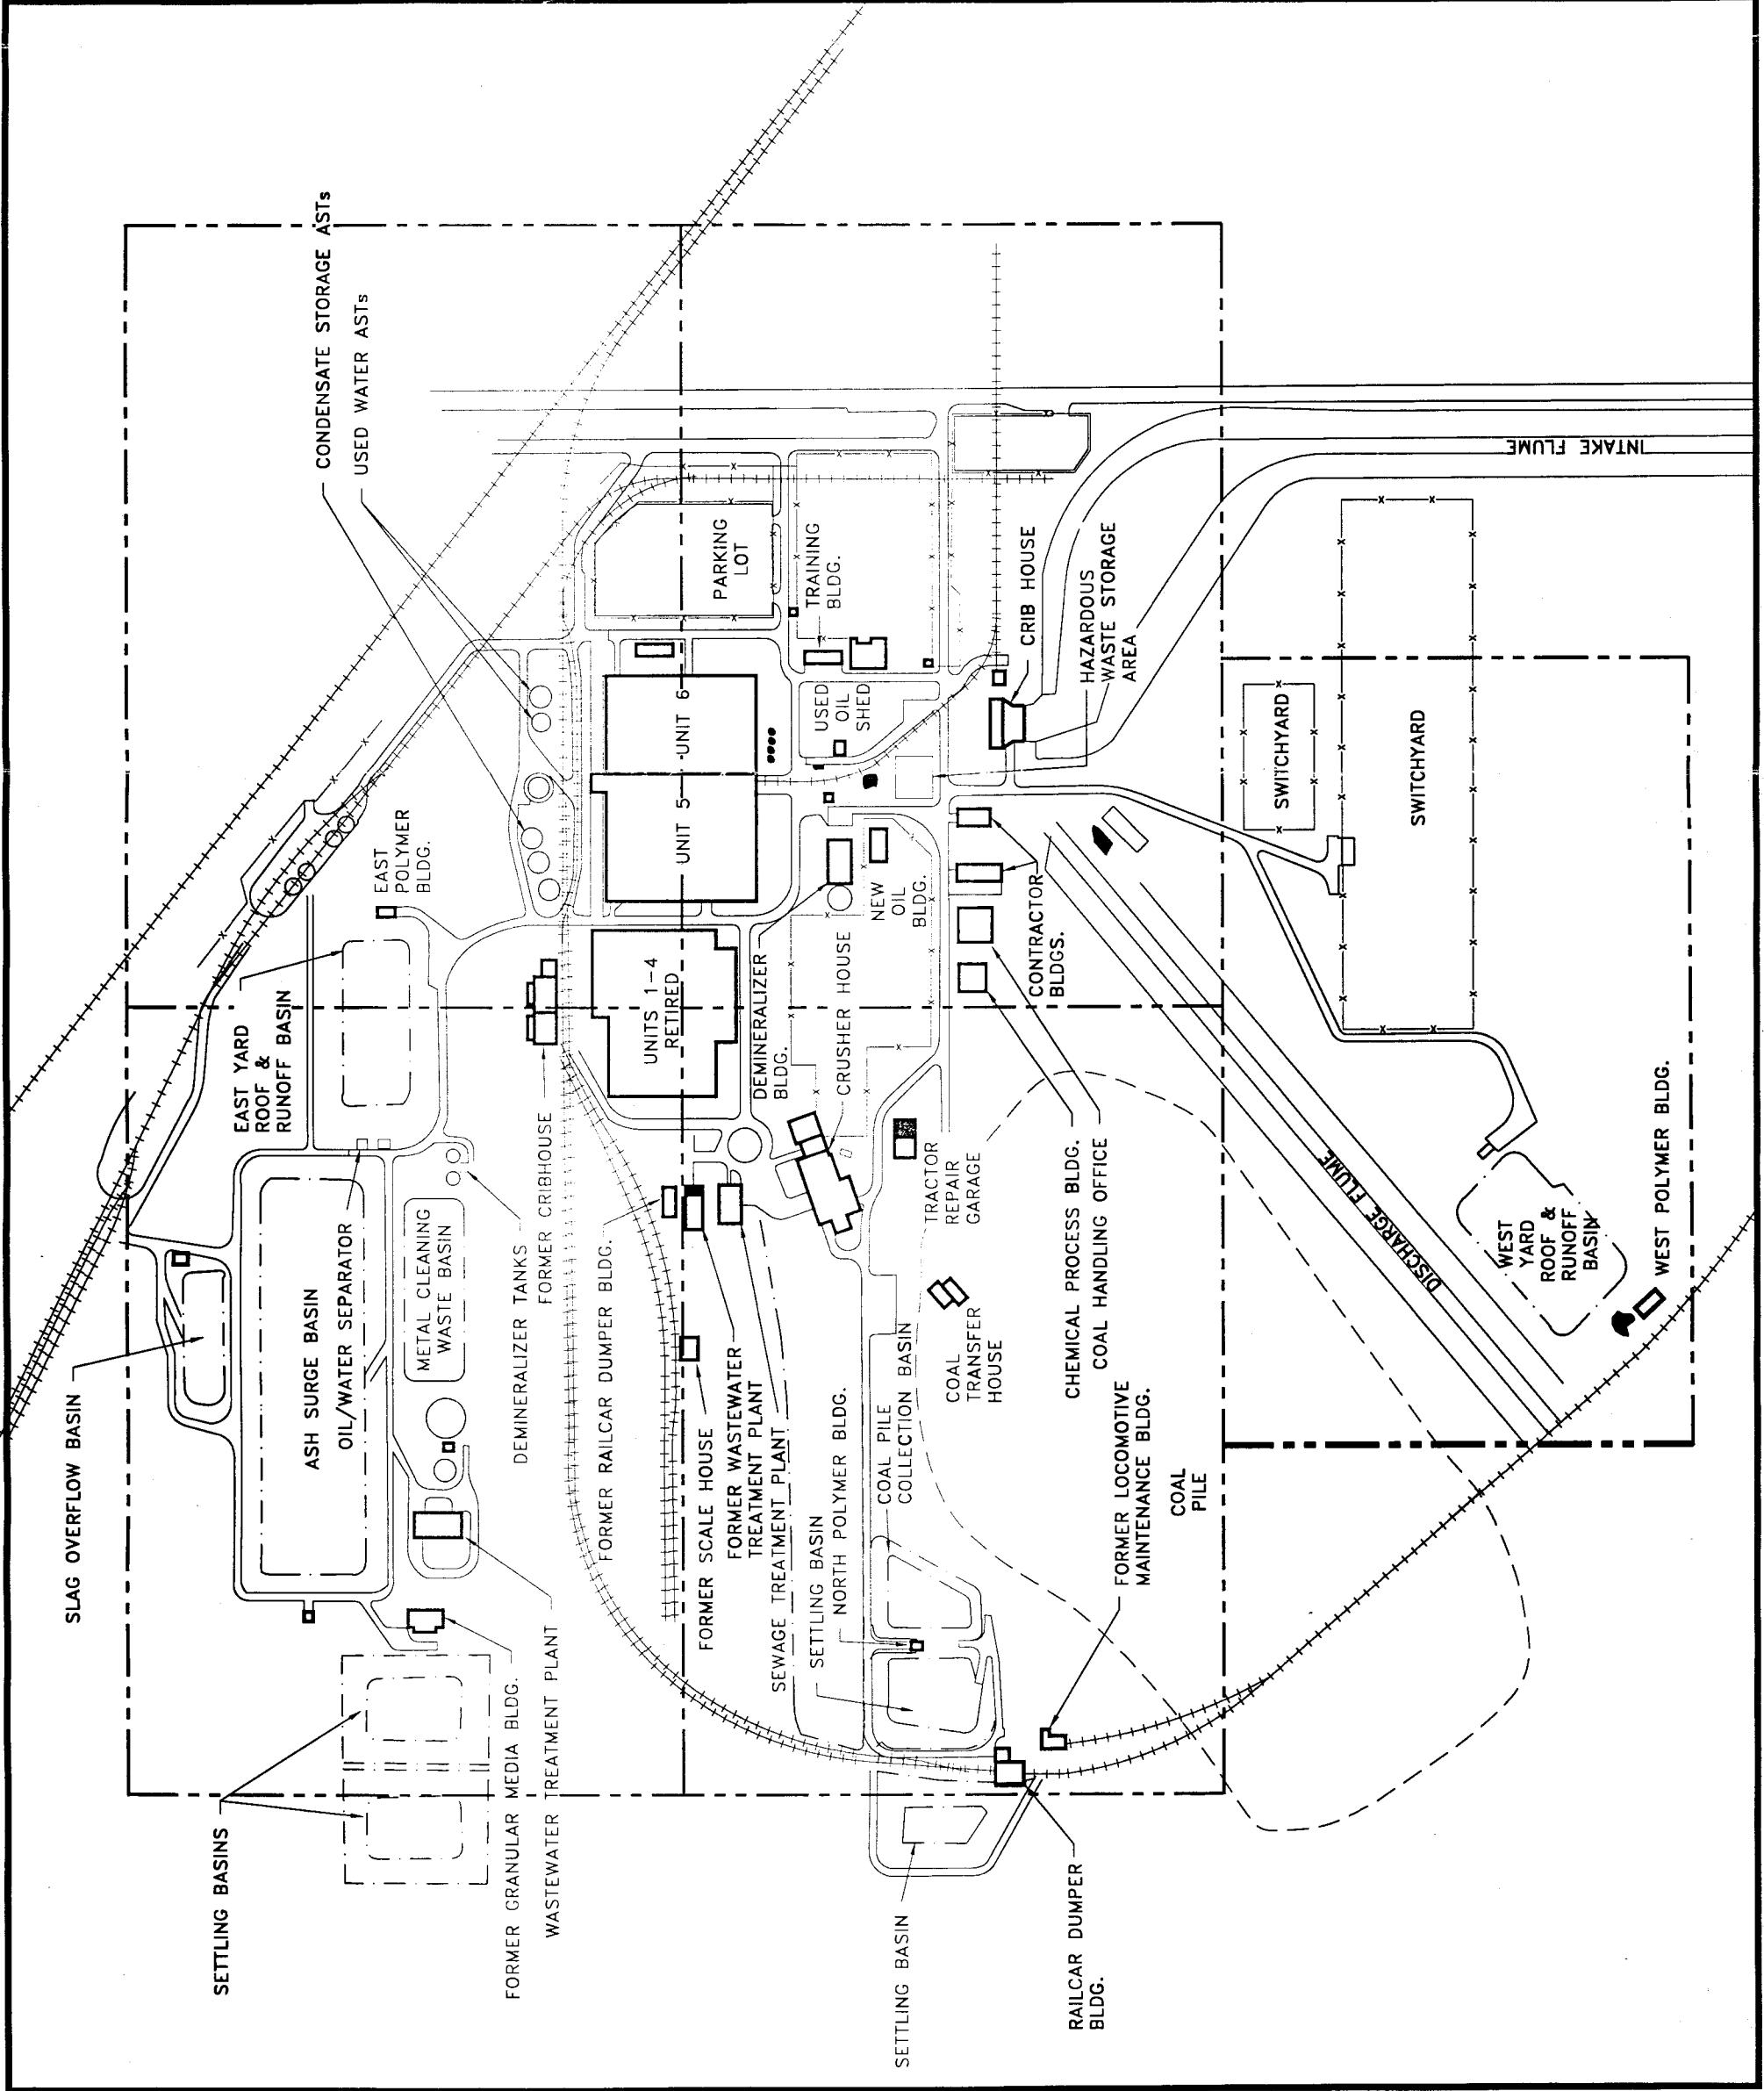 SLAG OVERFLOW BASIN
SETTLING BASINS
ASH SURGE BASIN
OIL/WATER SEPARATOR
EAST YARD
ROOF &
RUNOFF BASIN
EAST
POLYMER
BLDG.
CONDENSATE STORAGE ASTs
USED WATER ASTs
METAL CLEANING
WASTE BASIN
DEMINERALIZER TANKS
FORMER CRIBHOUSE
FORMER GRANULAR MEDIA BLDG.
WASTEWATER TREATMENT PLANT
FORMER RAILCAR DUMPER BLDG.
UNITS 1-4
RETIRED
UNIT 5
UNIT 6
PARKING
LOT
FORMER SCALE HOUSE
FORMER WASTEWATER
TREATMENT PLANT
SEWAGE TREATMENT PLANT
DEMINERALIZER
BLDG.
CRUSHER HOUSE
TRAINING
BLDG.
USED
OIL
SHED
NEW
OIL
BLDG.
SETTLING BASIN
NORTH POLYMER BLDG.
COAL PILE
COLLECTION BASIN
SETTLING BASIN
TRACTOR
REPAIR
GARAGE
COAL
TRANSFER
HOUSE
CONTRACTOR
BLDGS.
CRIB HOUSE
HAZARDOUS
WASTE STORAGE
AREA
CHEMICAL PROCESS BLDG.
COAL HANDLING OFFICE
FORMER LOCOMOTIVE
MAINTENANCE BLDG.
RAILCAR DUMPER
BLDG.
COAL
PILE
SWITCHYARD
SWITCHYARD
INTAKE FLUME
DISCHARGE FLUME
WEST
YARD
ROOF &
RUNOFF
BASIN
WEST POLYMER BLDG.